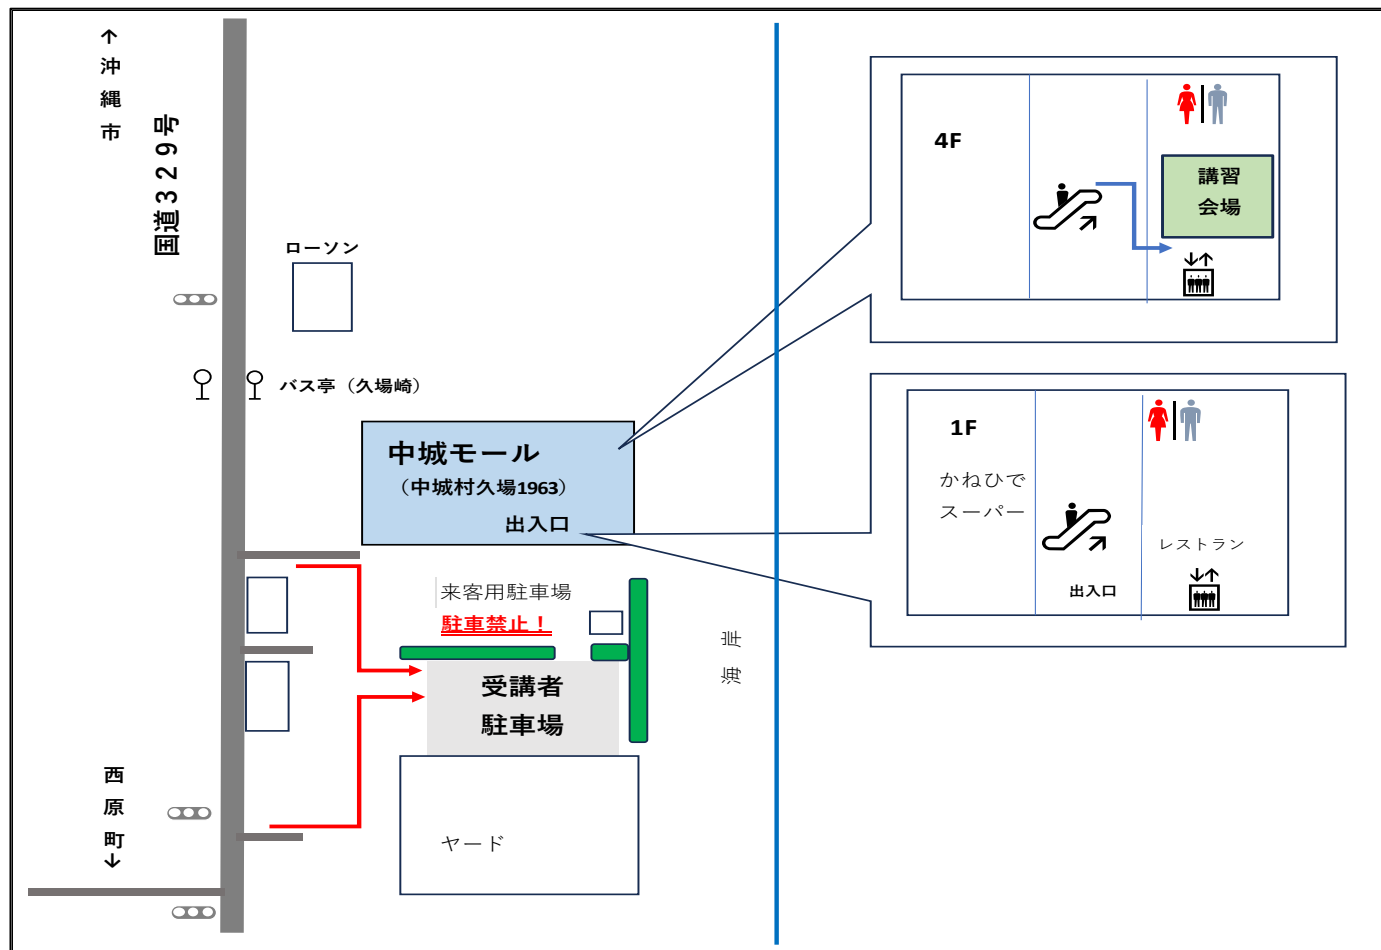 ↑沖縄市
国道３２９号
ローソン
バス亭（久場崎）
中城モール
（中城村久場1963）
出入口
来客用駐車場
駐車禁止！
受講者
駐車場
ヤード
西原町↓
海岸
4F
講習
会場
↓↑
1F
かねひで
スーパー
レストラン
出入口
↓↑